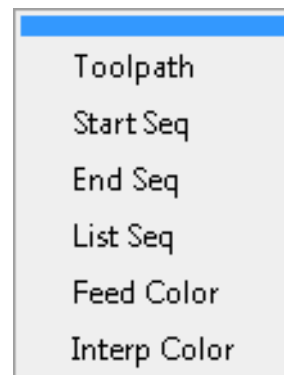 Toolpath
Start Seq
End Seq
List Seq
Feed Color
Interp Color